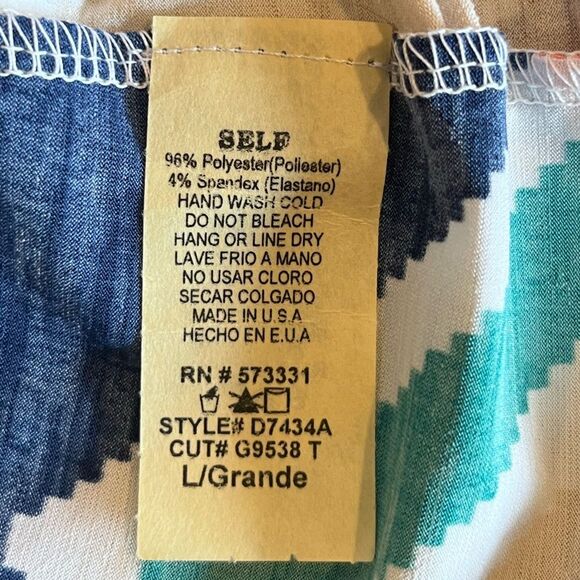 SELF
96% Polyester(Poliester)
4% Spandex (Elastano)
HAND WASH COLD
DO NOT BLEACH
HANG OR LINE DRY
LAVE FRIO A MANO
NO USAR CLORO
SECAR COLGADO
MADE IN U.S.A
HECHO EN E.U.A
RN # 573331
STYLE# D7434A
CUT# G9538 T
L/Grande